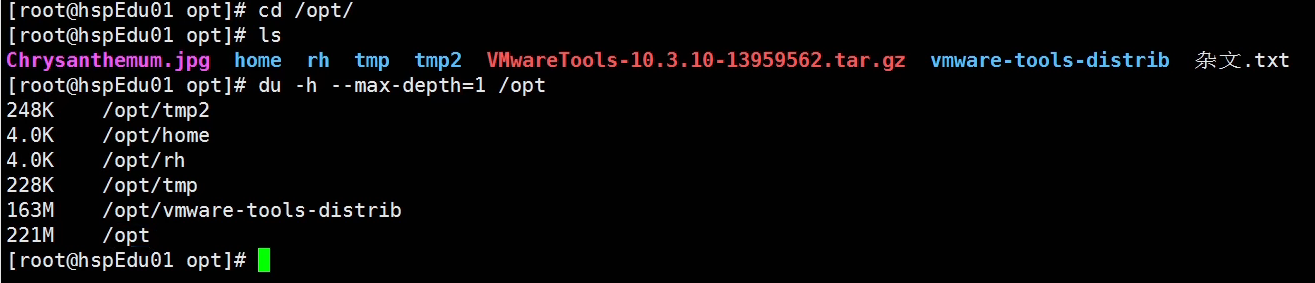 [root@hspEdu01 opt]# cd /opt/
[root@hspEdu01 opt]# ls
Chrysanthemum.jpg  home  rh  tmp  tmp2  VMwareTools-10.3.10-13959562.tar.gz  vmware-tools-distrib  杂文.txt
[root@hspEdu01 opt]# du -h --max-depth=1 /opt
248K    /opt/tmp2
4.0K    /opt/home
4.0K    /opt/rh
228K    /opt/tmp
163M    /opt/vmware-tools-distrib
221M    /opt
[root@hspEdu01 opt]#